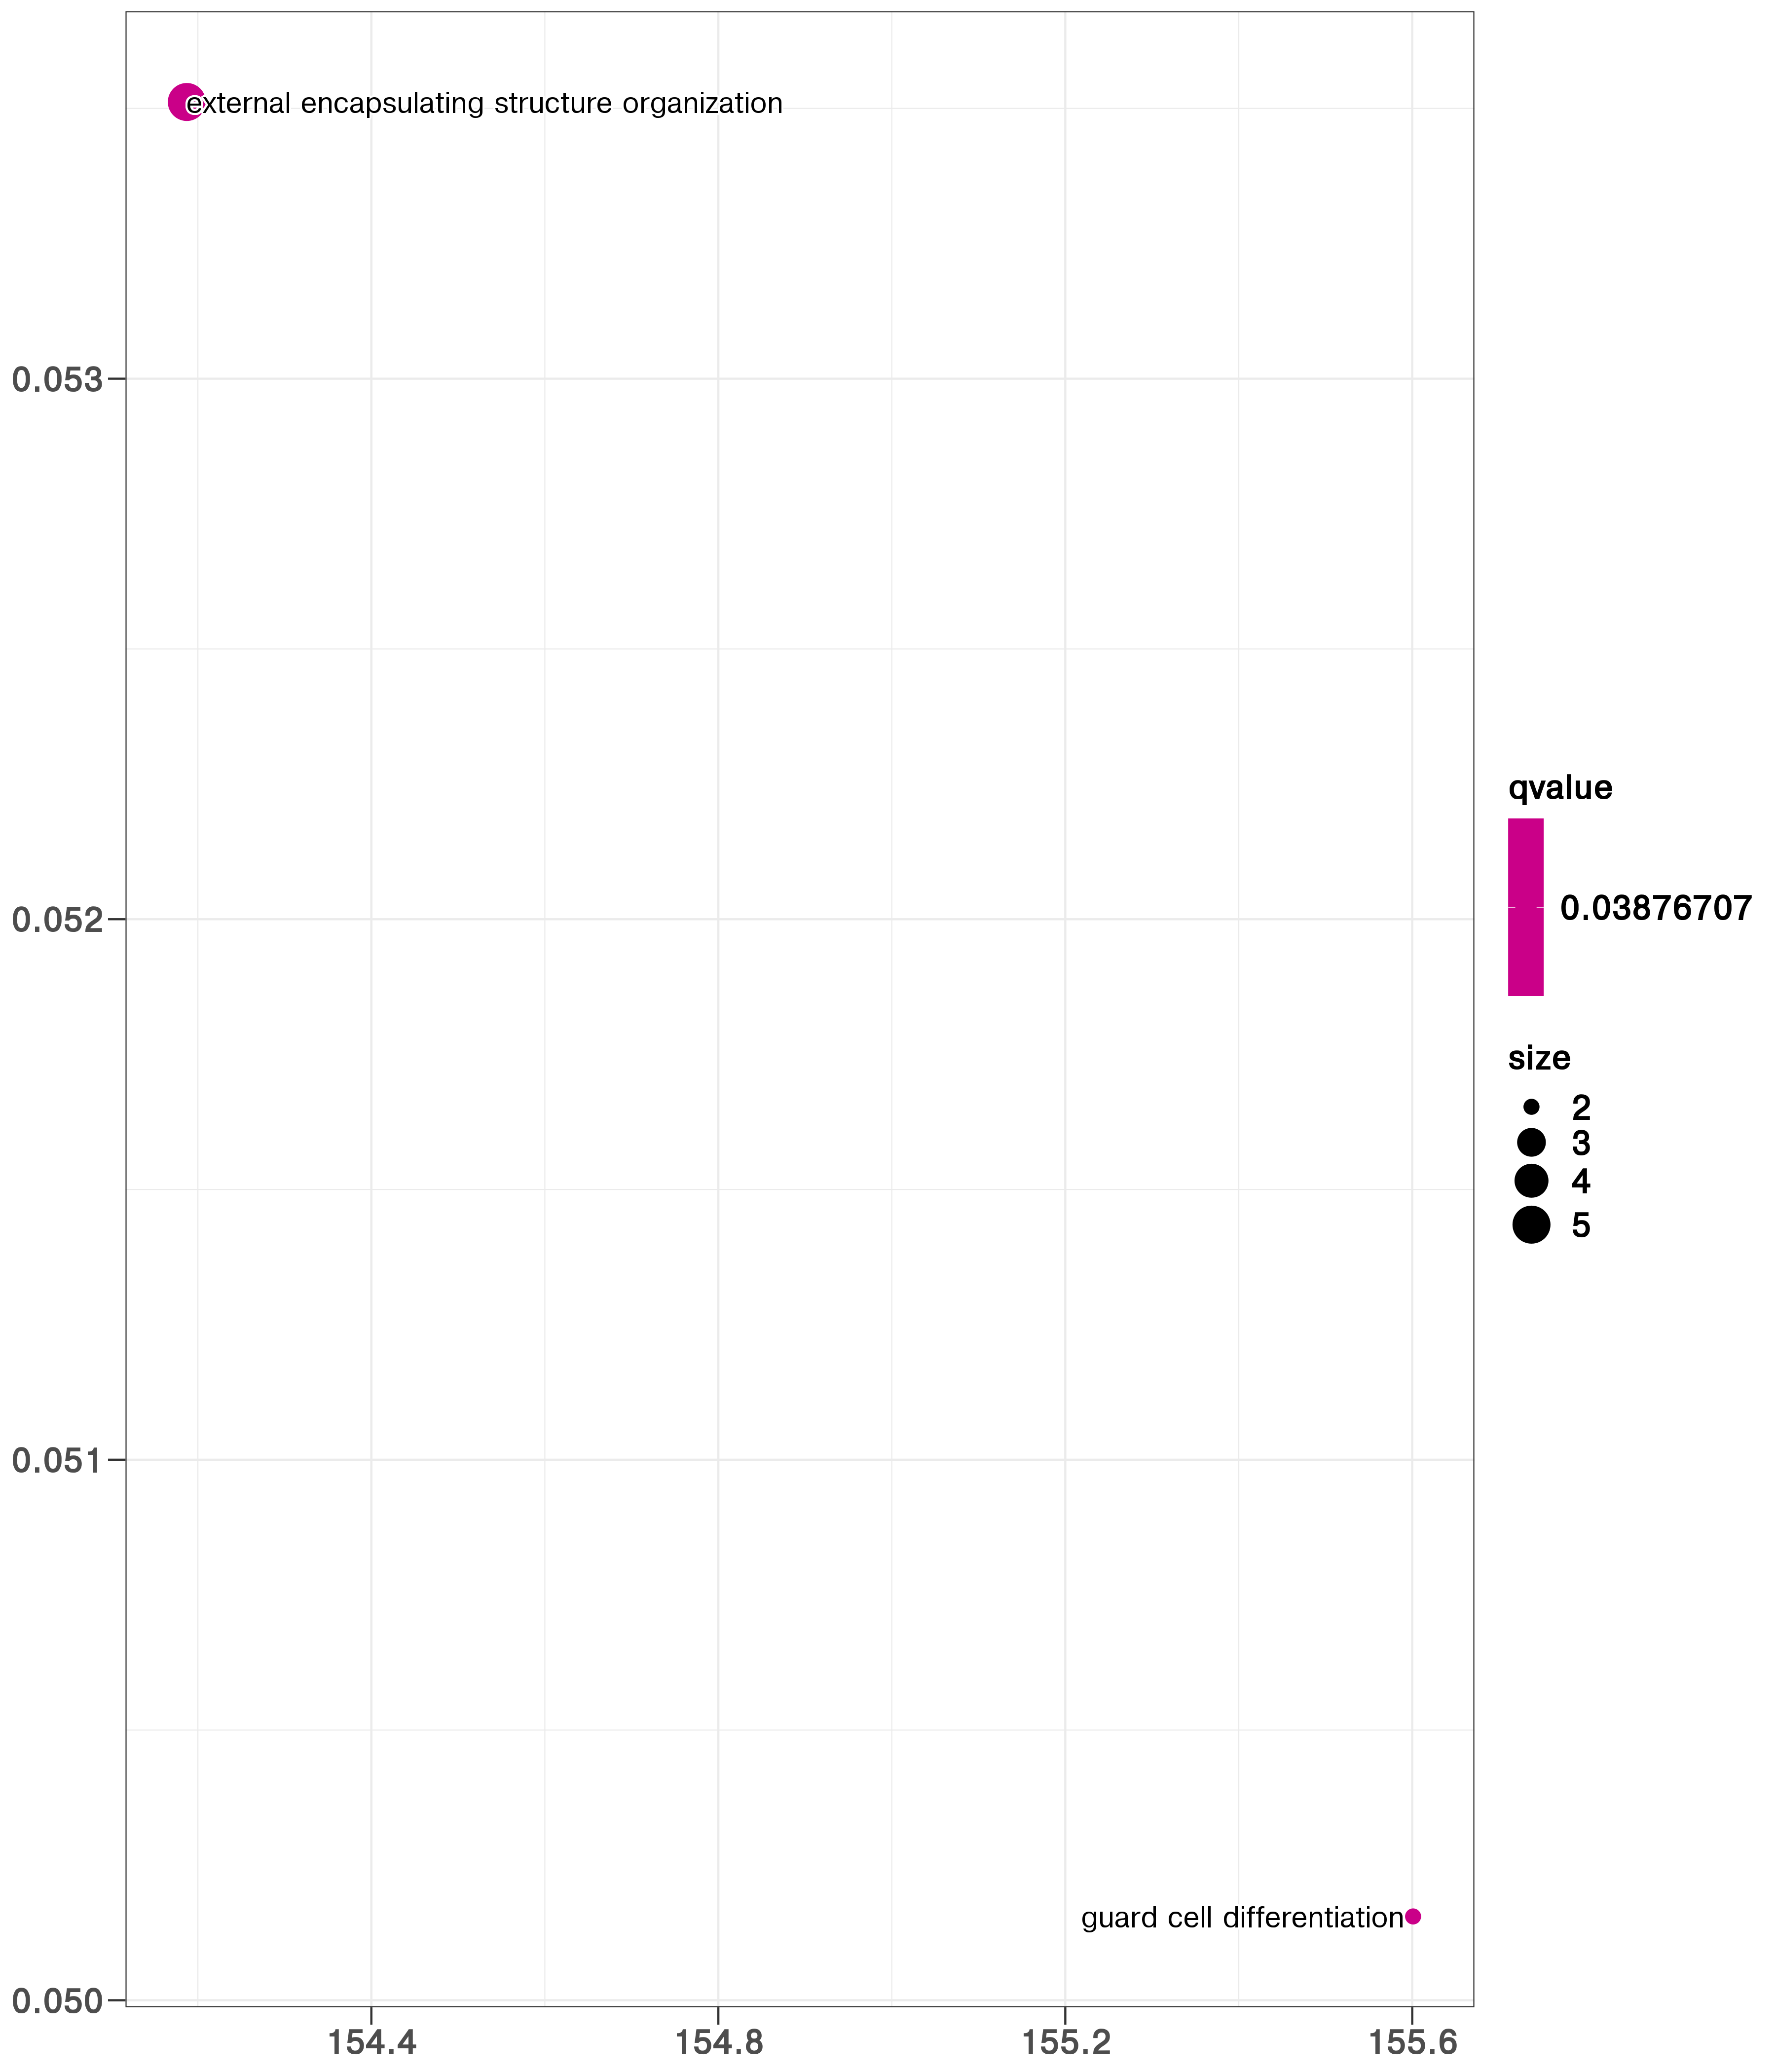 external encapsulating structure organization
0.053
0.052
0.051
0.050
guard cell differentiation
154.4 154.8 155.2 155.6
qvalue
0.03876707
size
2
3
4
5